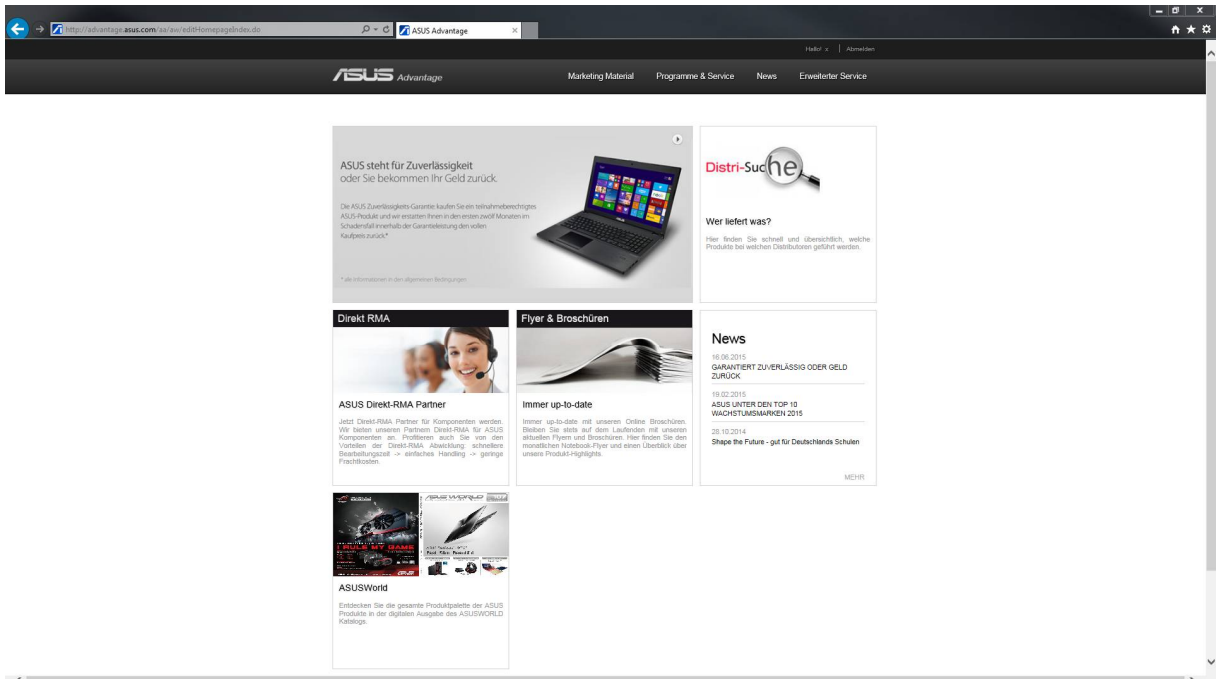 http://advantage.asus.com/aa/aw/editHomepageIndex.do
ASUS Advantage
Hallo! x | Abmelden
ASUS Advantage
Marketing Material
Programme & Service
News
Erweiterter Service
ASUS steht für Zuverlässigkeit
oder Sie bekommen Ihr Geld zurück.
Die ASUS Zuverlässigkeits-Garantie: kaufen Sie ein teilnahmeberechtigtes
ASUS-Produkt und wir erstatten Ihnen in den ersten zwölf Monaten im
Schadensfall innerhalb der Garantieleistung den vollen
Kaufpreis zurück*
* alle Informationen in den allgemeinen Bedingungen
Distri-Suche
Wer liefert was?
Hier finden Sie schnell und übersichtlich, welche
Produkte bei welchen Distributoren geführt werden.
Direkt RMA
ASUS Direkt-RMA Partner
Jetzt Direkt-RMA Partner für Komponenten werden.
Wir bieten unseren Partnern Direkt-RMA für ASUS
Komponenten an. Profitieren auch Sie von den
Vorteilen der Direkt-RMA Abwicklung: schnellere
Bearbeitungszeit -> einfaches Handling -> geringe
Frachtkosten.
Flyer & Broschüren
Immer up-to-date
Immer up-to-date mit unseren Online Broschüren.
Bleiben Sie stets auf dem Laufenden mit unseren
aktuellen Flyern und Broschüren. Hier finden Sie den
monatlichen Notebook-Flyer und einen Überblick über
unsere Produkt-Highlights.
News
16.06.2015
GARANTIERT ZUVERLÄSSIG ODER GELD
ZURÜCK
19.02.2015
ASUS UNTER DEN TOP 10
WACHSTUMSMARKEN 2015
28.10.2014
Shape the Future - gut für Deutschlands Schulen
MEHR
I RULE MY GAME
ASUS WORLD
ASUSWorld
Entdecken Sie die gesamte Produktpalette der ASUS
Produkte in der digitalen Ausgabe des ASUSWORLD
Katalogs.